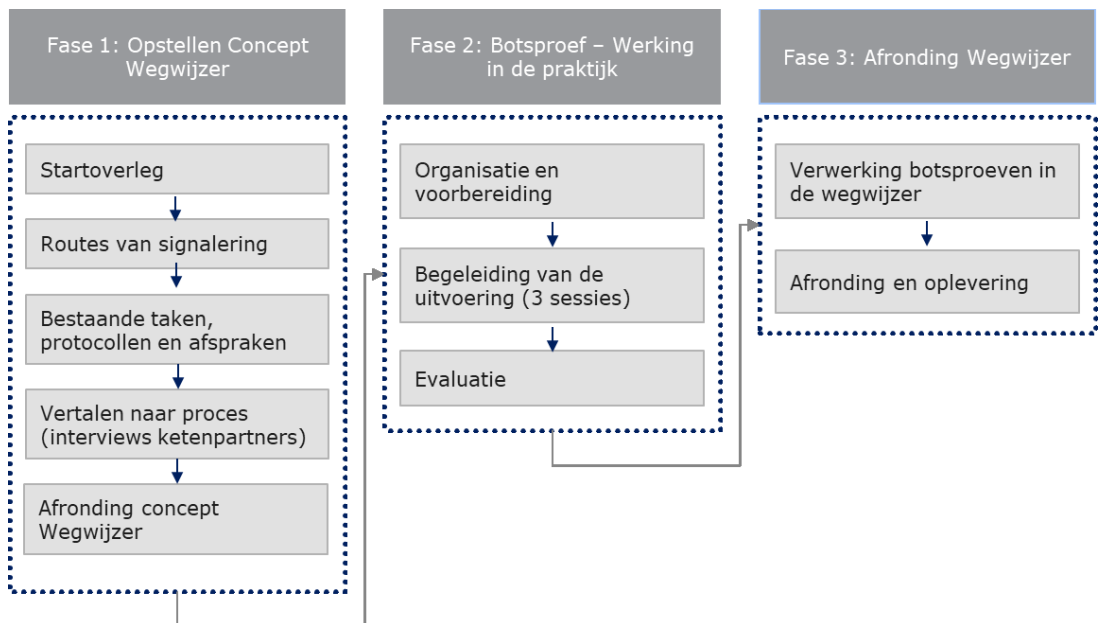 Fase 1: Opstellen Concept
Wegwijzer
Startoverleg
Routes van signalering
Bestaande taken,
protocollen en afspraken
Vertalen naar proces
(interviews ketenpartners)
Afronding concept
Wegwijzer
Fase 2: Botsproef – Werking
in de praktijk
Organisatie en
voorbereiding
Begeleiding van de
uitvoering (3 sessies)
Evaluatie
Fase 3: Afronding Wegwijzer
Verwerking botsproeven in
de wegwijzer
Afronding en oplevering